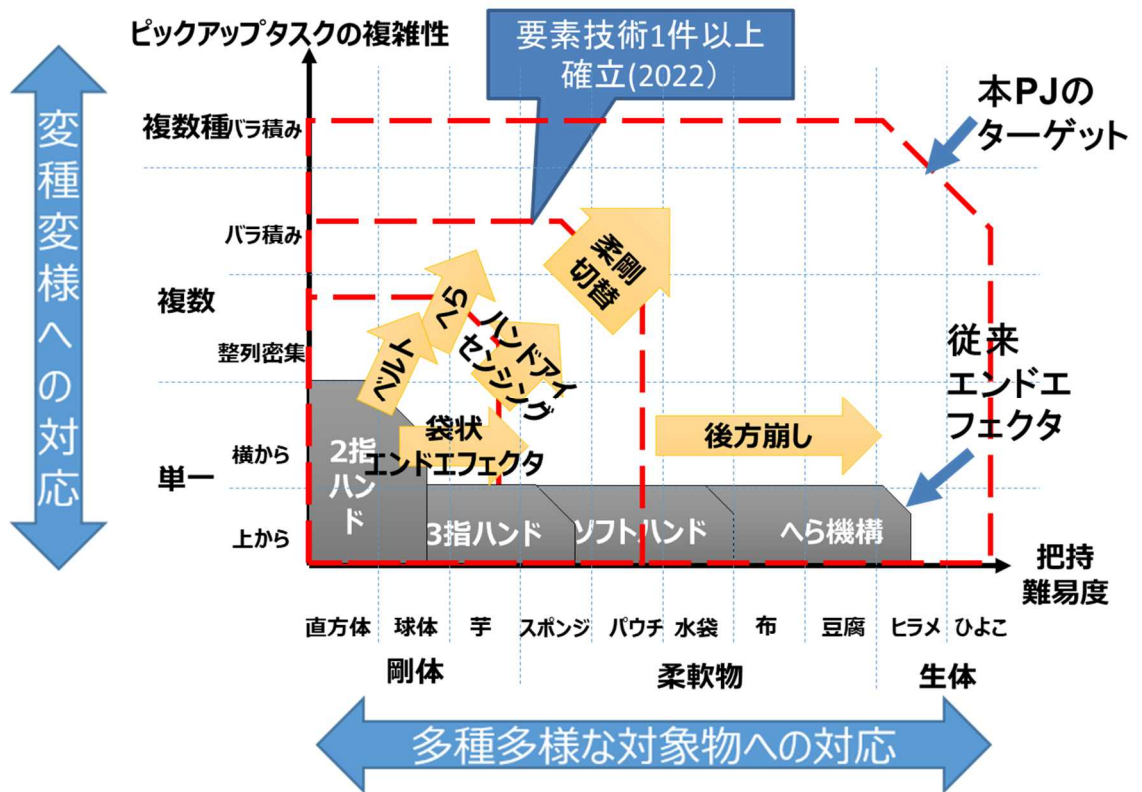 ピックアップタスクの複雑性
要素技術1件以上
確立(2022)
本PJの
ターゲット
変種変様への対応
複数種
バラ積み
バラ積み
複数
整列密集
単一
横から
上から
柔剛
切替
へら
ベルト
ハンドアイ
センシング
袋状
エンドエフェクタ
後方崩し
従来
エンドエ
フェクタ
2指
ハン
ド
3指ハンド
ソフトハンド
へら機構
把持
難易度
直方体
球体
芋
スポンジ
パウチ
水袋
布
豆腐
ヒラメ
ひよこ
剛体
柔軟物
生体
多種多様な対象物への対応